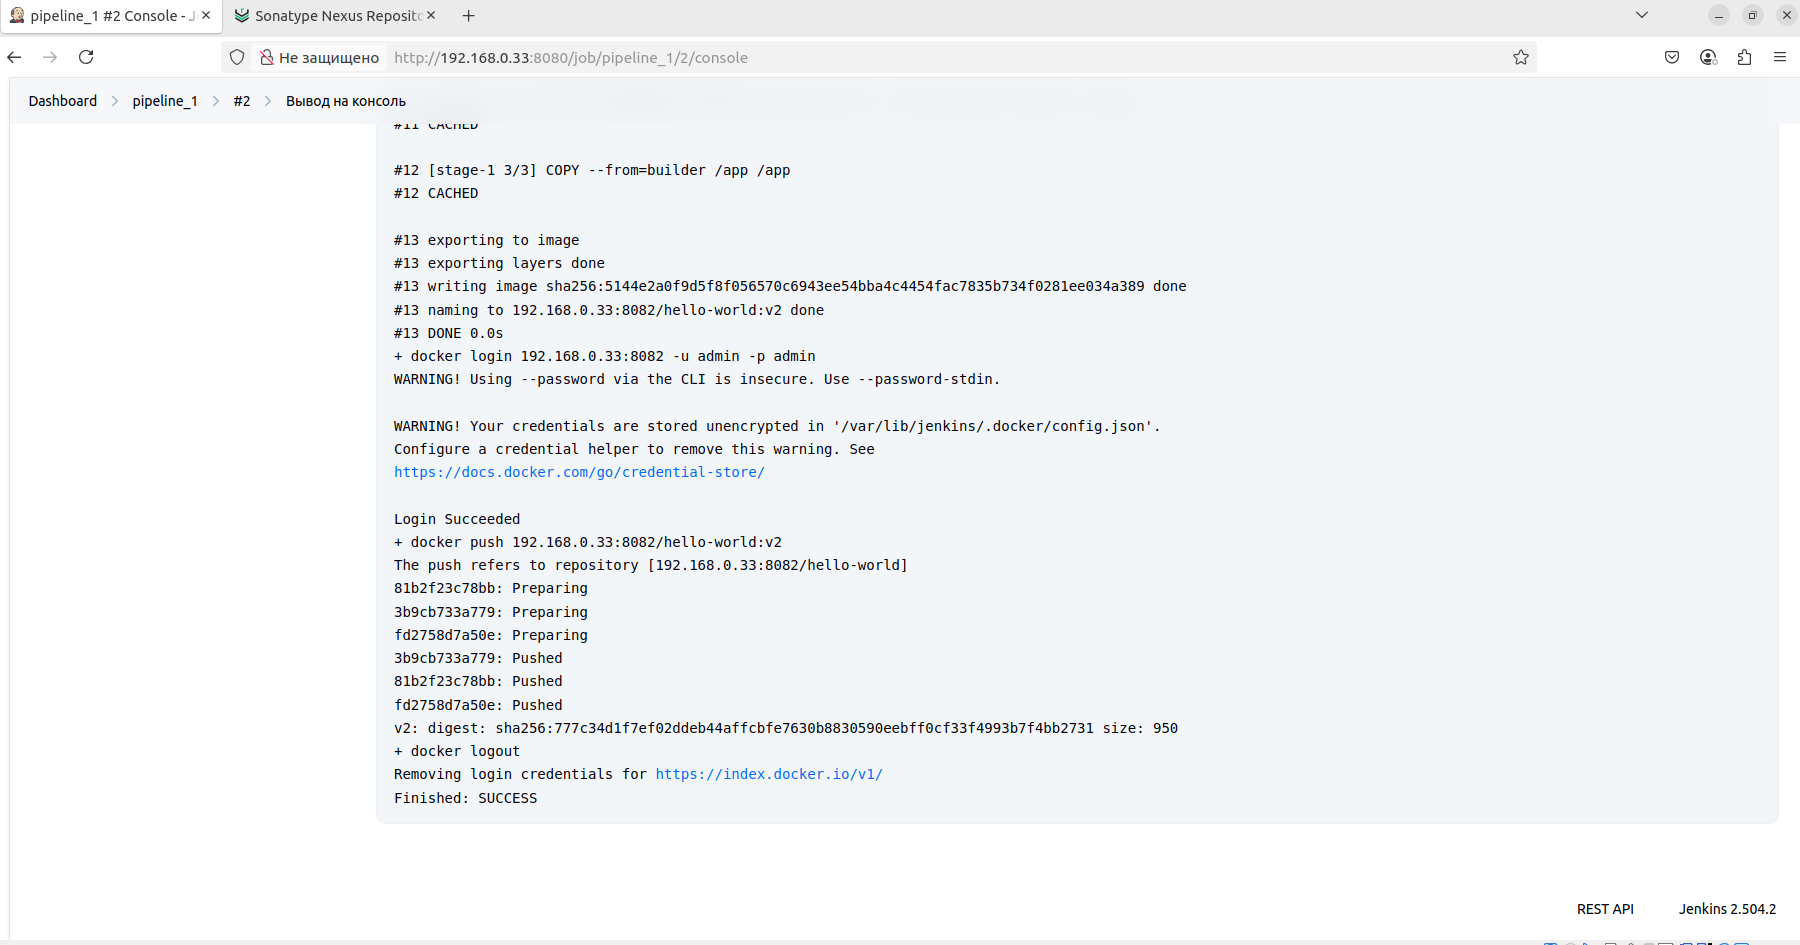 pipeline_1 #2 Console - J
Sonatype Nexus Reposit
Не защищено
http://192.168.0.33:8080/job/pipeline_1/2/console
Dashboard
pipeline_1
#2
Вывод на консоль
#11 CACHED
#12 [stage-1 3/3] COPY --from=builder /app /app
#12 CACHED
#13 exporting to image
#13 exporting layers done
#13 writing image sha256:5144e2a0f9d5f8f056570c6943ee54bba4c4454fac7835b734f0281ee034a389 done
#13 naming to 192.168.0.33:8082/hello-world:v2 done
#13 DONE 0.0s
+ docker login 192.168.0.33:8082 -u admin -p admin
WARNING! Using --password via the CLI is insecure. Use --password-stdin.
WARNING! Your credentials are stored unencrypted in '/var/lib/jenkins/.docker/config.json'.
Configure a credential helper to remove this warning. See
https://docs.docker.com/go/credential-store/
Login Succeeded
+ docker push 192.168.0.33:8082/hello-world:v2
The push refers to repository [192.168.0.33:8082/hello-world]
81b2f23c78bb: Preparing
3b9cb733a779: Preparing
fd2758d7a50e: Preparing
3b9cb733a779: Pushed
81b2f23c78bb: Pushed
fd2758d7a50e: Pushed
v2: digest: sha256:777c34d1f7ef02ddeb44affcbfe7630b8830590eebff0cf33f4993b7f4bb2731 size: 950
+ docker logout
Removing login credentials for https://index.docker.io/v1/
Finished: SUCCESS
REST API
Jenkins 2.504.2